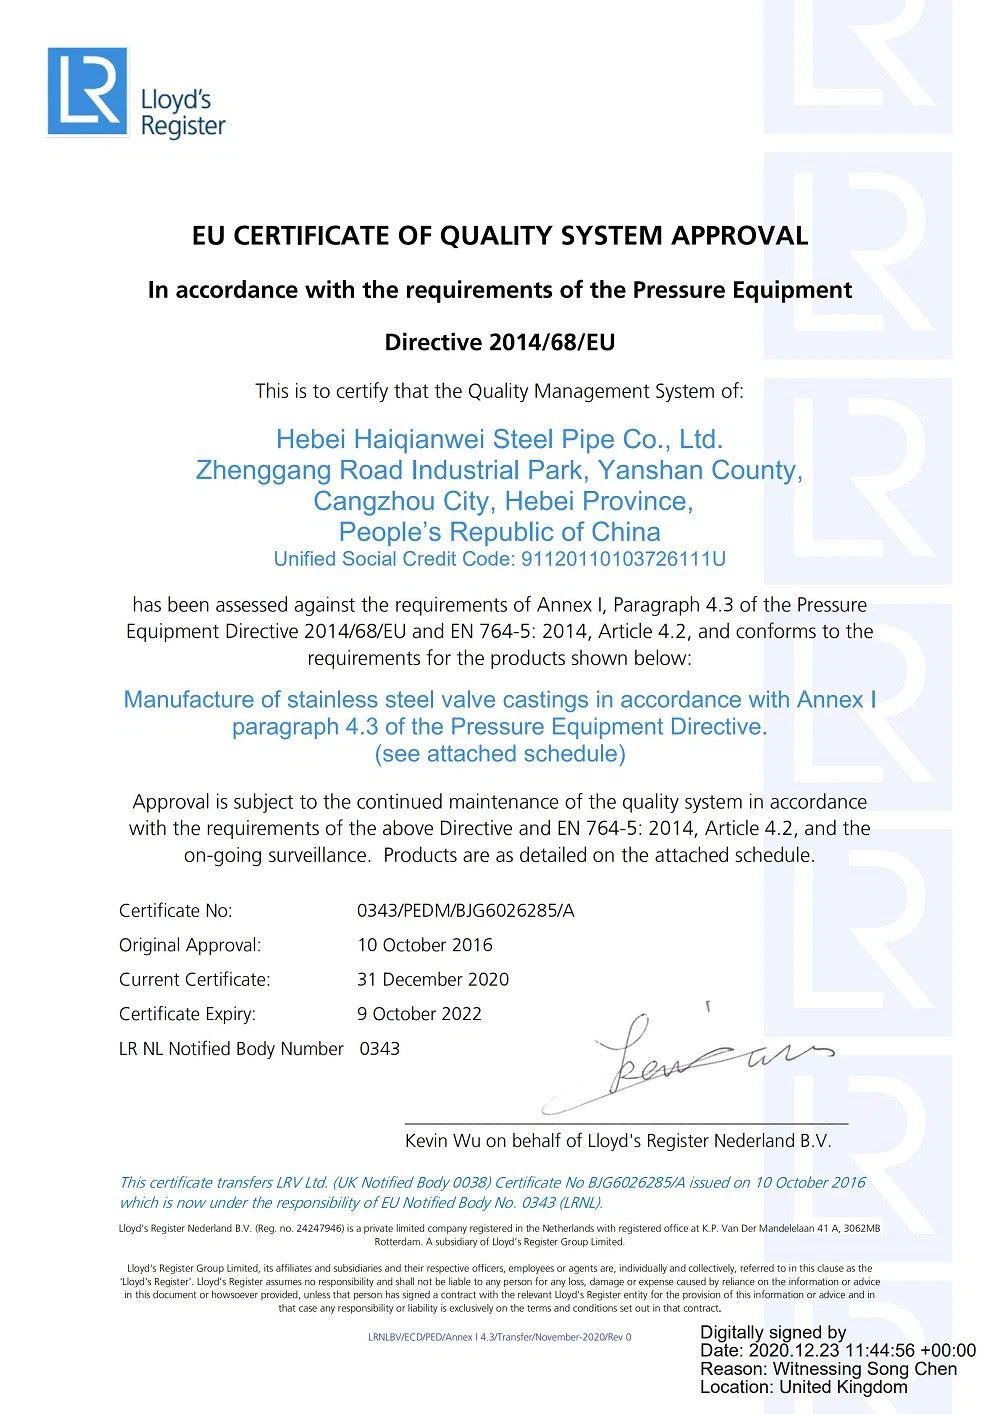 LR
Lloyd's
Register
EU CERTIFICATE OF QUALITY SYSTEM APPROVAL
In accordance with the requirements of the Pressure Equipment
Directive 2014/68/EU
This is to certify that the Quality Management System of:
Hebei Haiqianwei Steel Pipe Co., Ltd.
Zhenggang Road Industrial Park, Yanshan County,
Cangzhou City, Hebei Province,
People’s Republic of China
Unified Social Credit Code: 91120110103726111U
has been assessed against the requirements of Annex I, Paragraph 4.3 of the Pressure
Equipment Directive 2014/68/EU and EN 764-5: 2014, Article 4.2, and conforms to the
requirements for the products shown below:
Manufacture of stainless steel valve castings in accordance with Annex I
paragraph 4.3 of the Pressure Equipment Directive.
(see attached schedule)
Approval is subject to the continued maintenance of the quality system in accordance
with the requirements of the above Directive and EN 764-5: 2014, Article 4.2, and the
on-going surveillance. Products are as detailed on the attached schedule.
Certificate No: 0343/PEDM/BJG6026285/A
Original Approval: 10 October 2016
Current Certificate: 31 December 2020
Certificate Expiry: 9 October 2022
LR NL Notified Body Number 0343
Kevin Wu on behalf of Lloyd's Register Nederland B.V.
This certificate transfers LRV Ltd. (UK Notified Body 0038) Certificate No BJG6026285/A issued on 10 October 2016
which is now under the responsibility of EU Notified Body No. 0343 (LRNL).
Lloyd's Register Nederland B.V. (Reg. no. 24247946) is a private limited company registered in the Netherlands with registered office at K.P. Van Der Mandelelaan 41 A, 3062MB
Rotterdam. A subsidiary of Lloyd's Register Group Limited.
Lloyd's Register Group Limited, its affiliates and subsidiaries and their respective officers, employees or agents are, individually and collectively, referred to in this clause as the
'Lloyd's Register'. Lloyd's Register assumes no responsibility and shall not be liable to any person for any loss, damage or expense caused by reliance on the information or advice
in this document or howsoever provided, unless that person has signed a contract with the relevant Lloyd's Register entity for the provision of this information or advice and in
that case any responsibility or liability is exclusively on the terms and conditions set out in that contract.
LRNLBV/ECD/PED/Annex I 4.3/Transfer/November-2020/Rev 0
Digitally signed by
Date: 2020.12.23 11:44:56 +00:00
Reason: Witnessing Song Chen
Location: United Kingdom